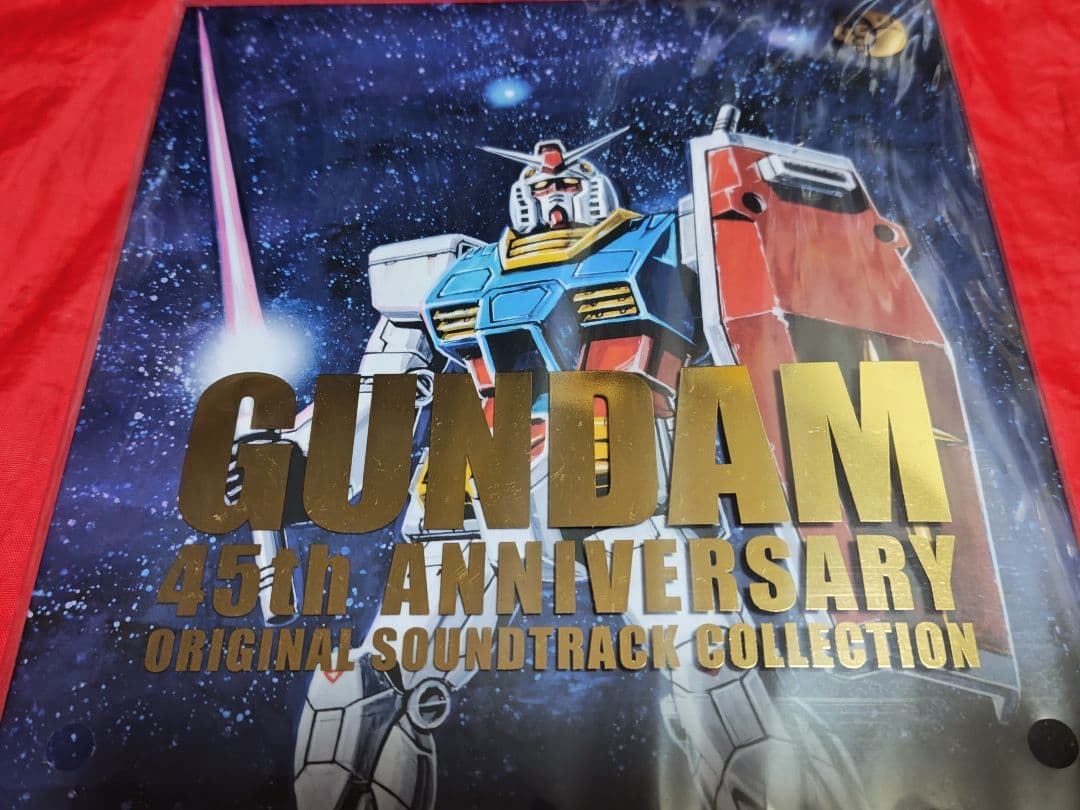 GUNDAM
45th ANNIVERSARY
ORIGINAL SOUNDTRACK COLLECTION